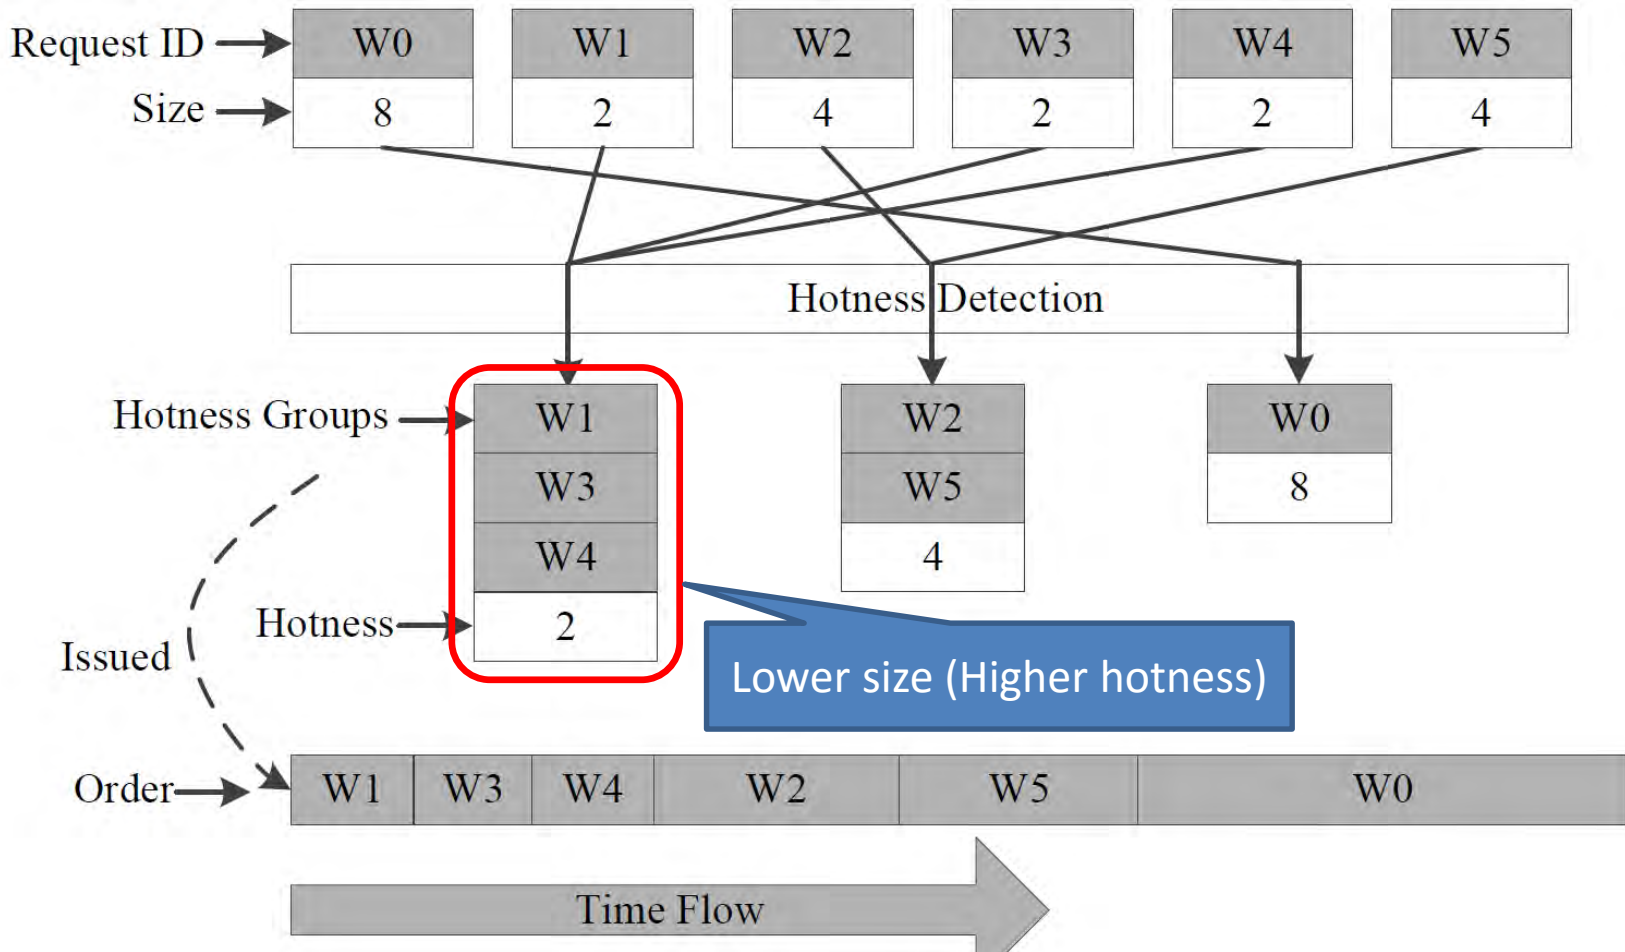 Request ID W0 W1 W2 W3 W4 W5
Size 8 2 4 2 2 4
Hotness Detection
Hotness Groups W1 W2 W0
W3 W5 8
W4 4
Hotness 2
Issued
Lower size (Higher hotness)
Order W1 W3 W4 W2 W5 W0
Time Flow